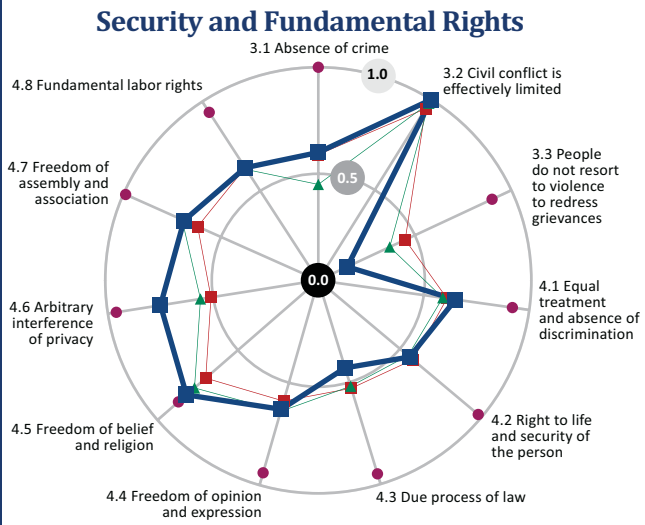 Security and Fundamental Rights
3.1 Absence of crime
1.0
3.2 Civil conflict is
effectively limited
4.8 Fundamental labor rights
3.3 People
do not resort
to violence
to redress
grievances
4.7 Freedom of
assembly and
association
0.5
0.0
4.1 Equal
treatment
and absence of
discrimination
4.6 Arbitrary
interference
of privacy
4.2 Right to life
and security of
the person
4.5 Freedom of belief
and religion
4.4 Freedom of opinion
and expression
4.3 Due process of law